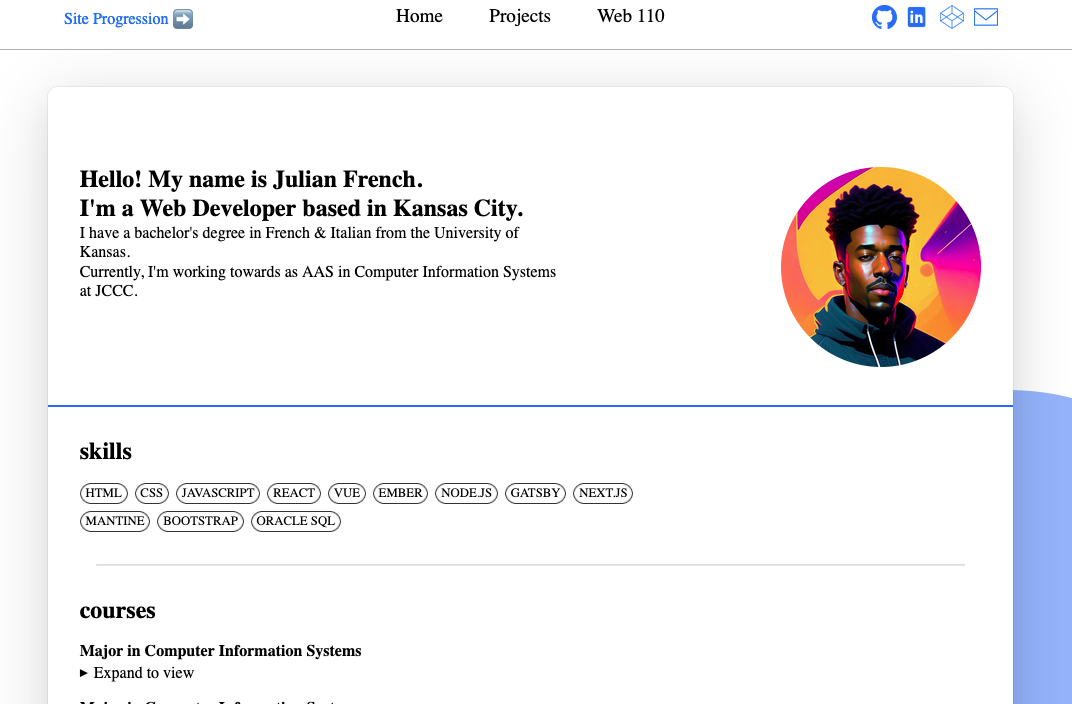 Site Progression ➡️
Home Projects Web 110
in
Hello! My name is Julian French.
I'm a Web Developer based in Kansas City.
I have a bachelor's degree in French & Italian from the University of
Kansas.
Currently, I'm working towards as AAS in Computer Information Systems
at JCCC.
skills
HTML CSS JAVASCRIPT REACT VUE EMBER NODE.JS GATSBY NEXT.JS
MANTINE BOOTSTRAP ORACLE SQL
courses
Major in Computer Information Systems
▸ Expand to view